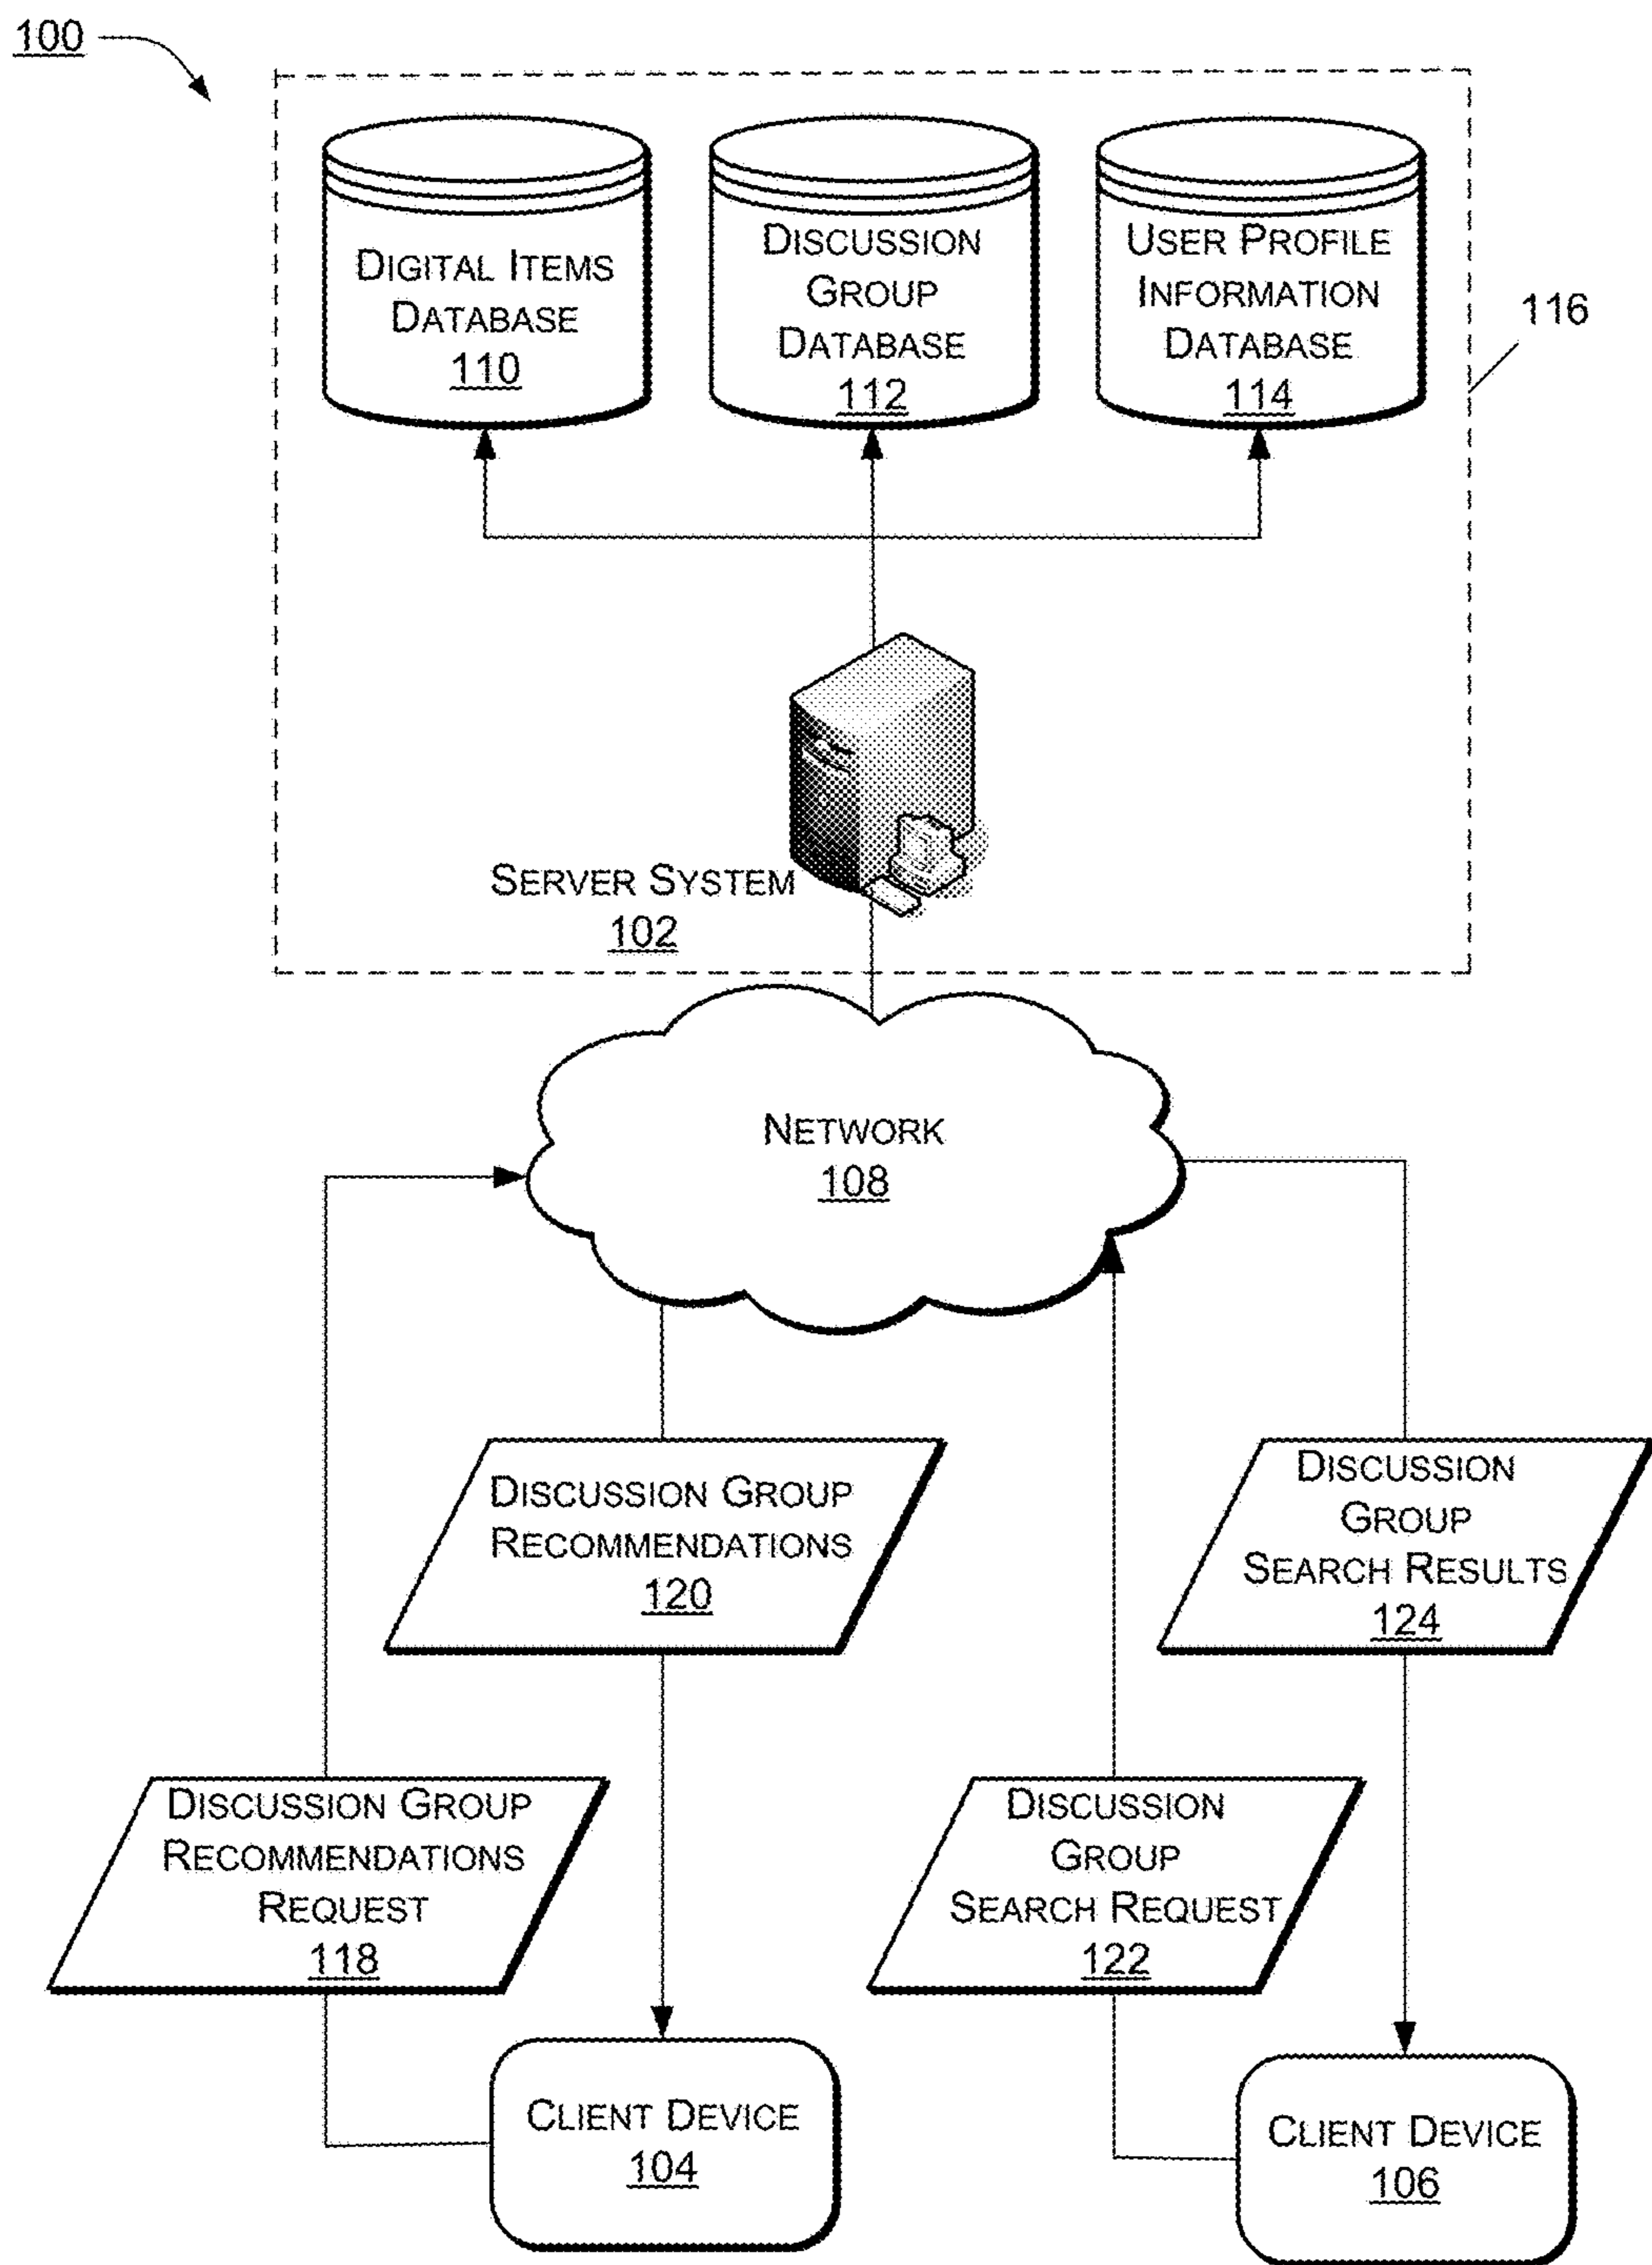 100
DIGITAL ITEMS
DATABASE
110
DISCUSSION
GROUP
DATABASE
112
USER PROFILE
INFORMATION
DATABASE
114
116
SERVER SYSTEM
102
NETWORK
108
DISCUSSION GROUP
RECOMMENDATIONS
120
DISCUSSION
GROUP
SEARCH RESULTS
124
DISCUSSION GROUP
RECOMMENDATIONS
REQUEST
118
DISCUSSION
GROUP
SEARCH REQUEST
122
CLIENT DEVICE
104
CLIENT DEVICE
106